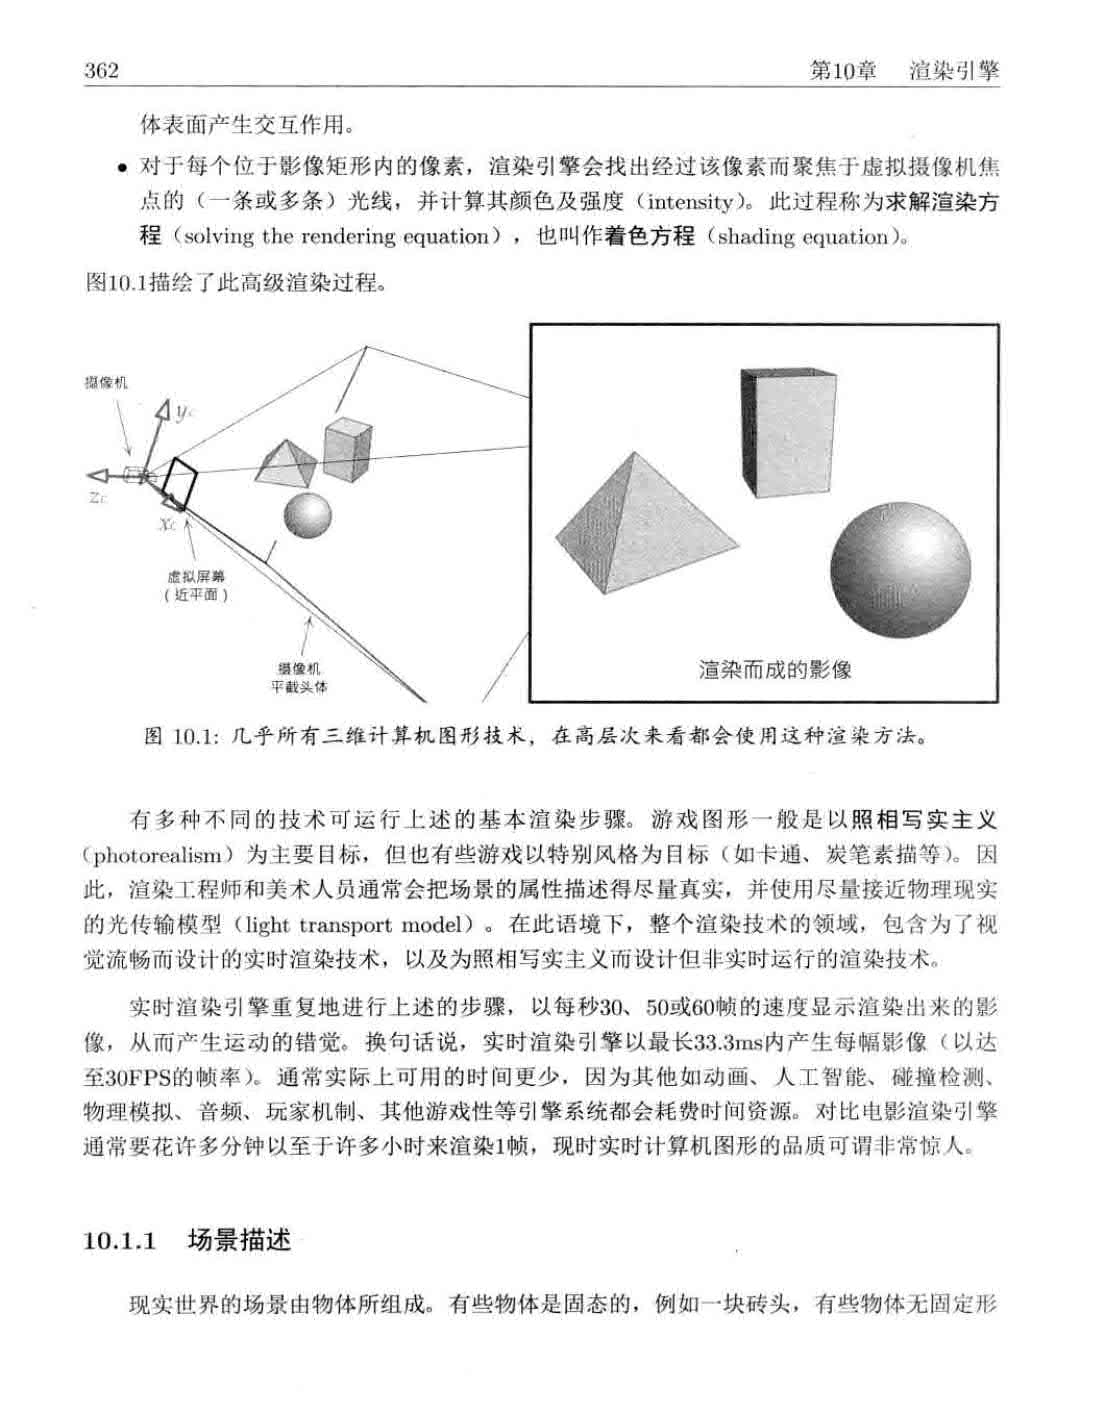 362
第10章 渲染引擎
体表面产生交互作用。
• 对于每个位于影像矩形内的像素，渲染引擎会找出经过该像素而聚焦于虚拟摄像机焦
点的（一条或多条）光线，并计算其颜色及强度（intensity）。此过程称为求解渲染方
程（solving the rendering equation），也叫作着色方程（shading equation）。
图10.1描绘了此高级渲染过程。
摄像机
yc
zc
xc
虚拟屏幕
（近平面）
摄像机
平截头体
渲染而成的影像
图 10.1: 几乎所有三维计算机图形技术，在高层次来看都会使用这种渲染方法。
有多种不同的技术可运行上述的基本渲染步骤。游戏图形一般是以照相写实主义
（photorealism）为主要目标，但也有些游戏以特别风格为目标（如卡通、炭笔素描等）。因
此，渲染工程师和美术人员通常会把场景的属性描述得尽量真实，并使用尽量接近物理现实
的光传输模型（light transport model）。在此语境下，整个渲染技术的领域，包含为了视
觉流畅而设计的实时渲染技术，以及为照相写实主义而设计但非实时运行的渲染技术。
实时渲染引擎重复地进行上述的步骤，以每秒30、50或60帧的速度显示渲染出来的影
像，从而产生运动的错觉。换句话说，实时渲染引擎以最长33.3ms内产生每幅影像（以达
至30FPS的帧率）。通常实际上可用的时间更少，因为其他如动画、人工智能、碰撞检测、
物理模拟、音频、玩家机制、其他游戏性等引擎系统都会耗费时间资源。对比电影渲染引擎
通常要花许多分钟以至于许多小时来渲染1帧，现时实时计算机图形的品质可谓非常惊人。
10.1.1 场景描述
现实世界的场景由物体所组成。有些物体是固态的，例如一块砖头，有些物体无固定形